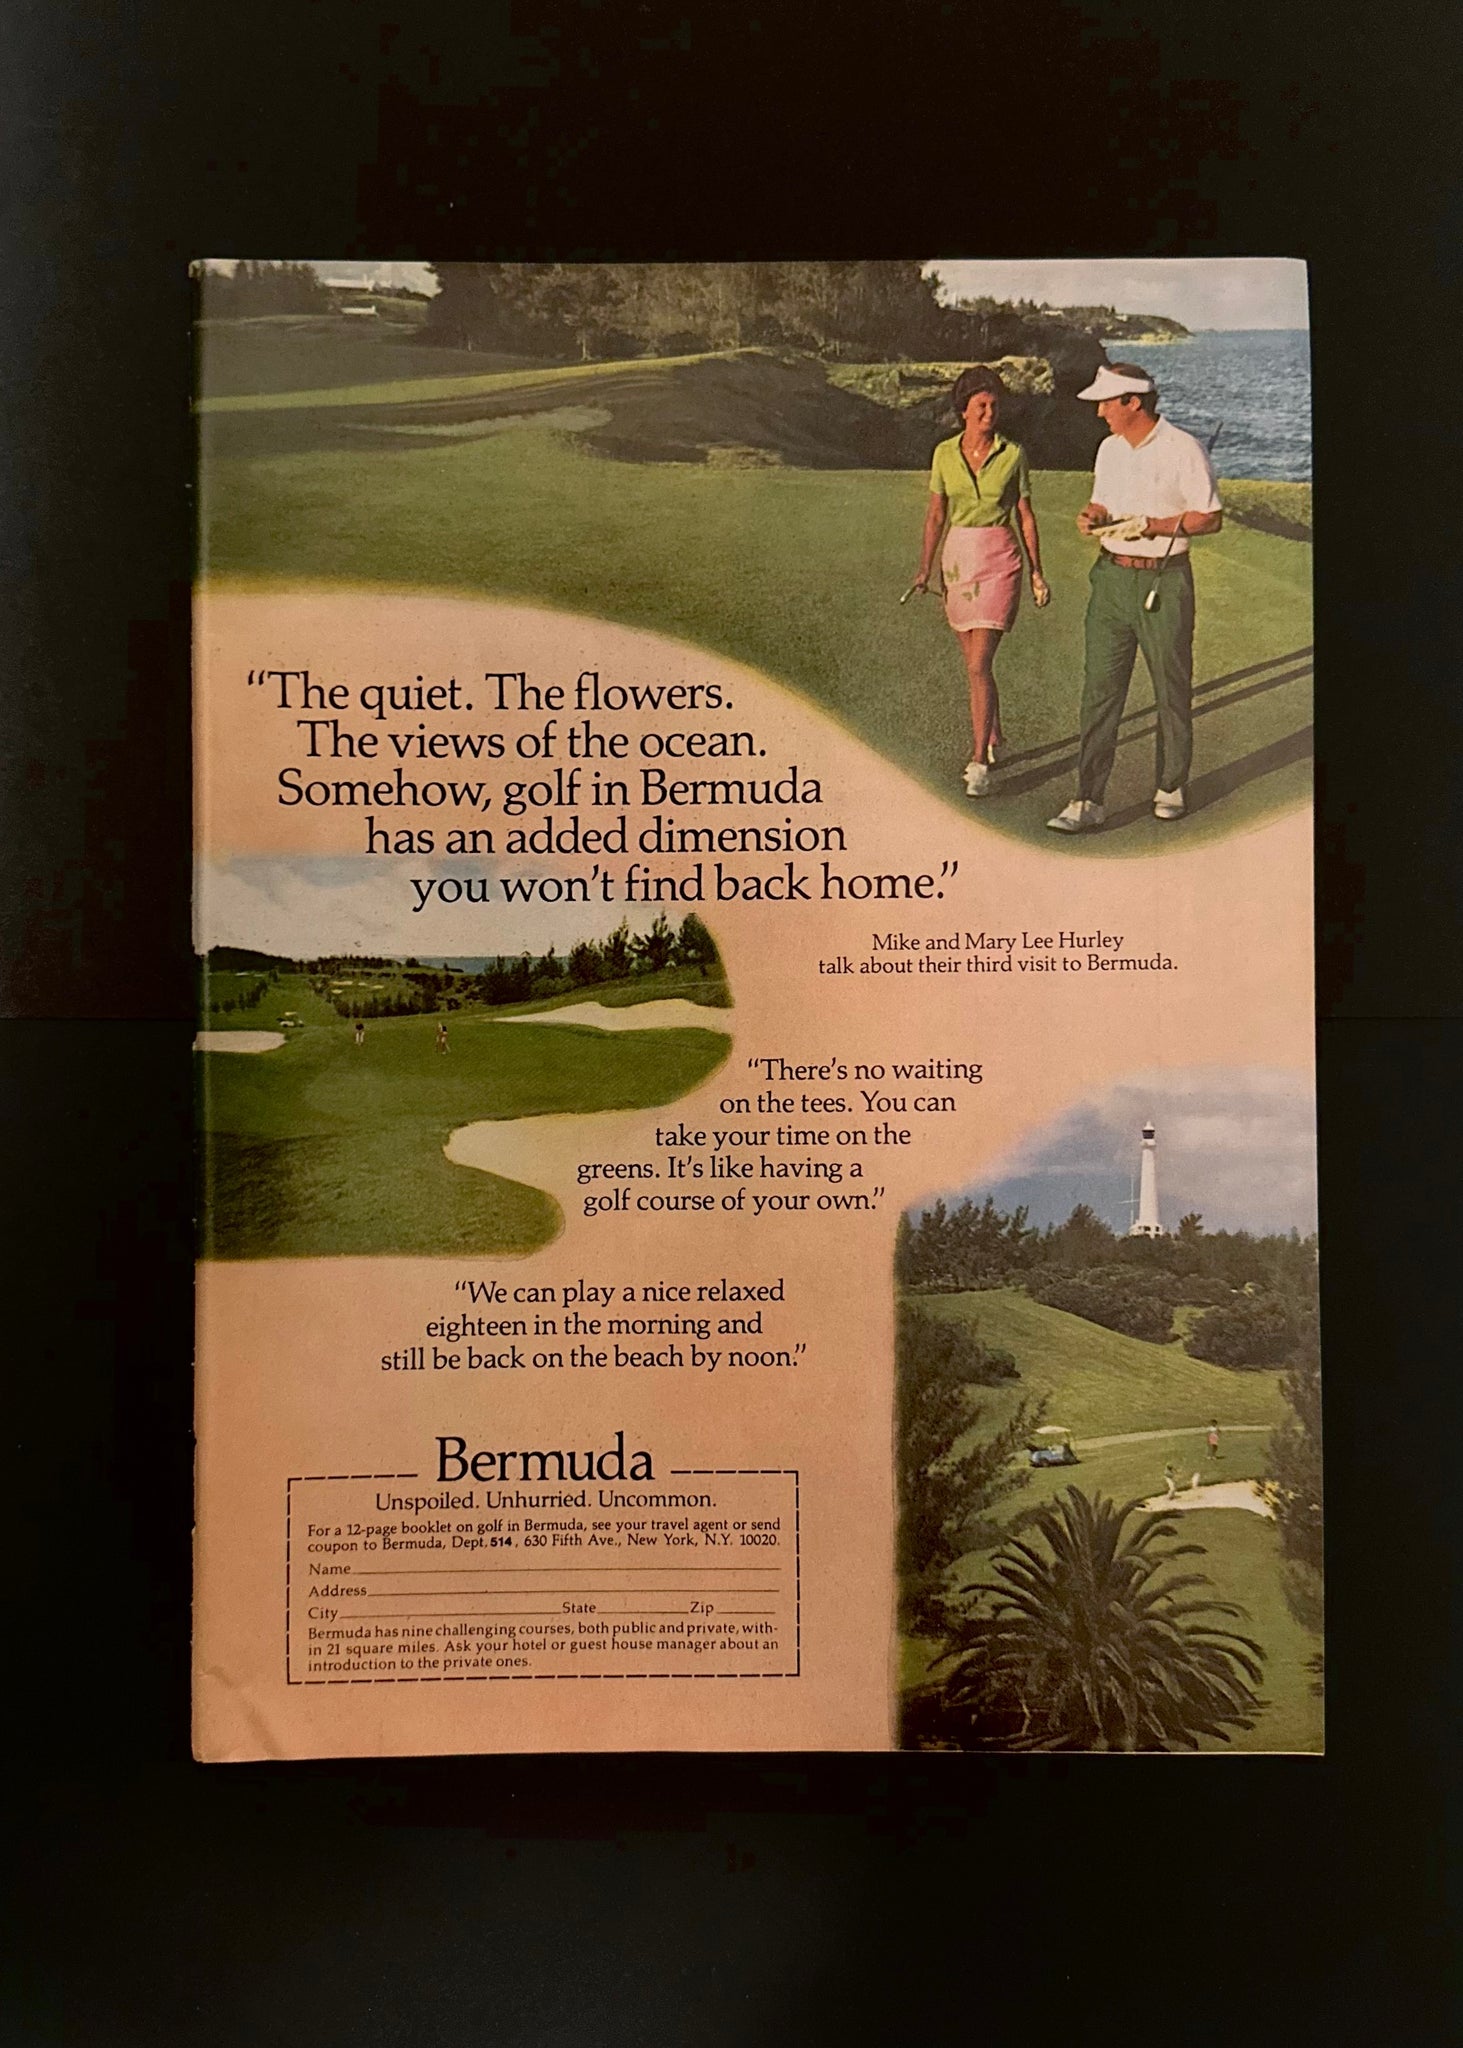 “The quiet. The flowers.
The views of the ocean.
Somehow, golf in Bermuda
has an added dimension
you won’t find back home.”
Mike and Mary Lee Hurley
talk about their third visit to Bermuda.
“There’s no waiting
on the tees. You can
take your time on the
greens. It’s like having a
golf course of your own.”
“We can play a nice relaxed
eighteen in the morning and
still be back on the beach by noon.”
Bermuda
Unspoiled. Unhurried. Uncommon.
For a 12-page booklet on golf in Bermuda, see your travel agent or send
coupon to Bermuda, Dept. 514, 630 Fifth Ave., New York, N.Y. 10020.
Name
Address
City State Zip
Bermuda has nine challenging courses, both public and private, with-
in 21 square miles. Ask your hotel or guest house manager about an
introduction to the private ones.